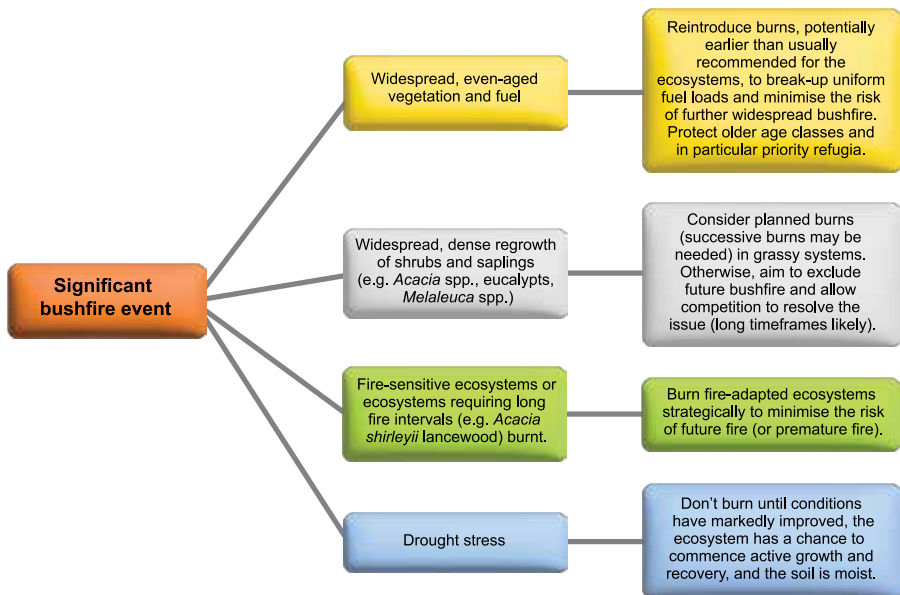 Significant
bushfire event
Widespread, even-aged
vegetation and fuel
Reintroduce burns, potentially
earlier than usually
recommended for the
ecosystems, to break-up uniform
fuel loads and minimise the risk
of further widespread bushfire.
Protect older age classes and
in particular priority refugia.
Widespread, dense regrowth
of shrubs and saplings
(e.g. Acacia spp., eucalypts,
Melaleuca spp.)
Consider planned burns
(successive burns may be
needed) in grassy systems.
Otherwise, aim to exclude
future bushfire and allow
competition to resolve the
issue (long timeframes likely).
Fire-sensitive ecosystems or
ecosystems requiring long
fire intervals (e.g. Acacia
shirleyii lancewood) burnt.
Burn fire-adapted ecosystems
strategically to minimise the risk
of future fire (or premature fire).
Drought stress
Don’t burn until conditions
have markedly improved, the
ecosystem has a chance to
commence active growth and
recovery, and the soil is moist.